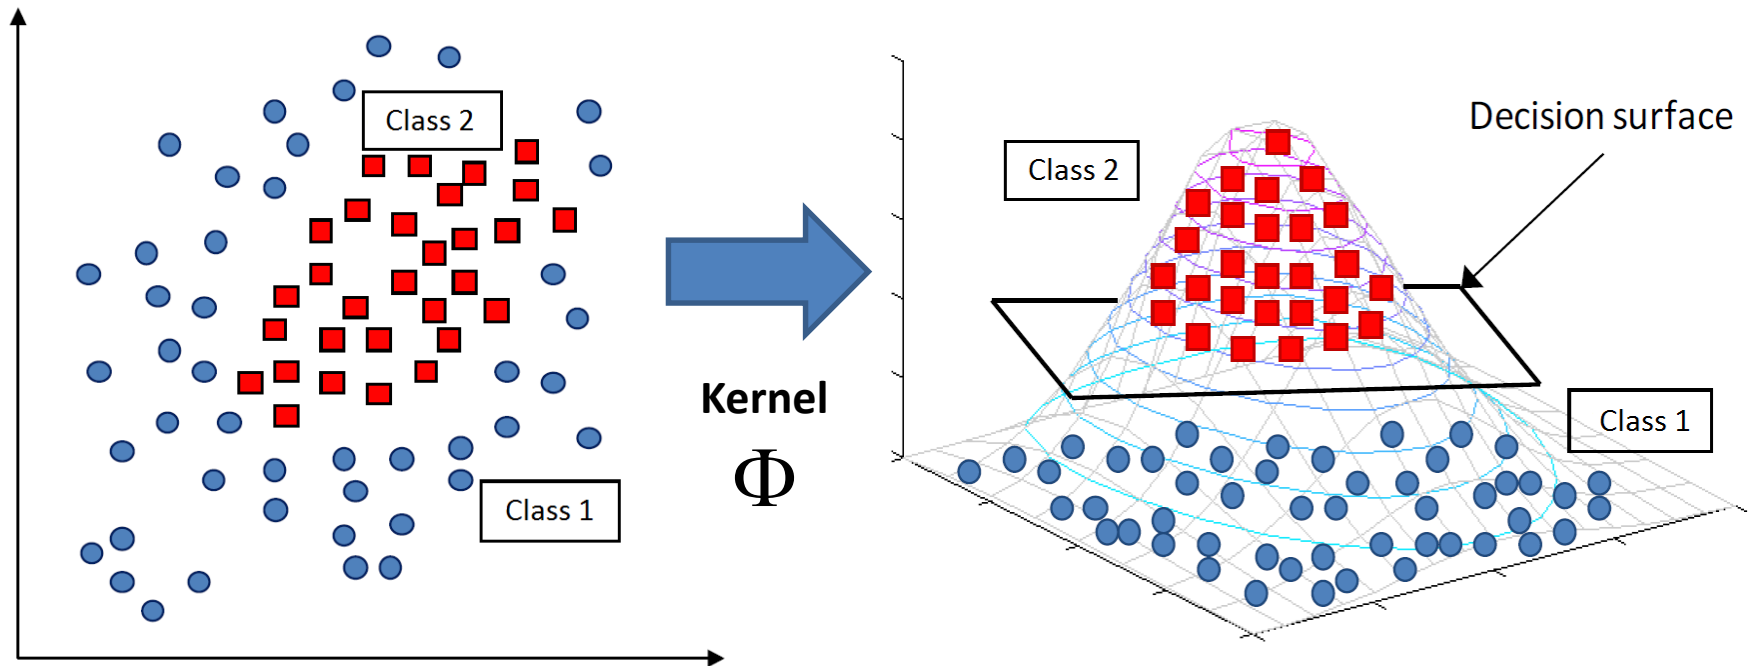 Class 2
Class 1
Kernel
Φ
Class 2
Decision surface
Class 1